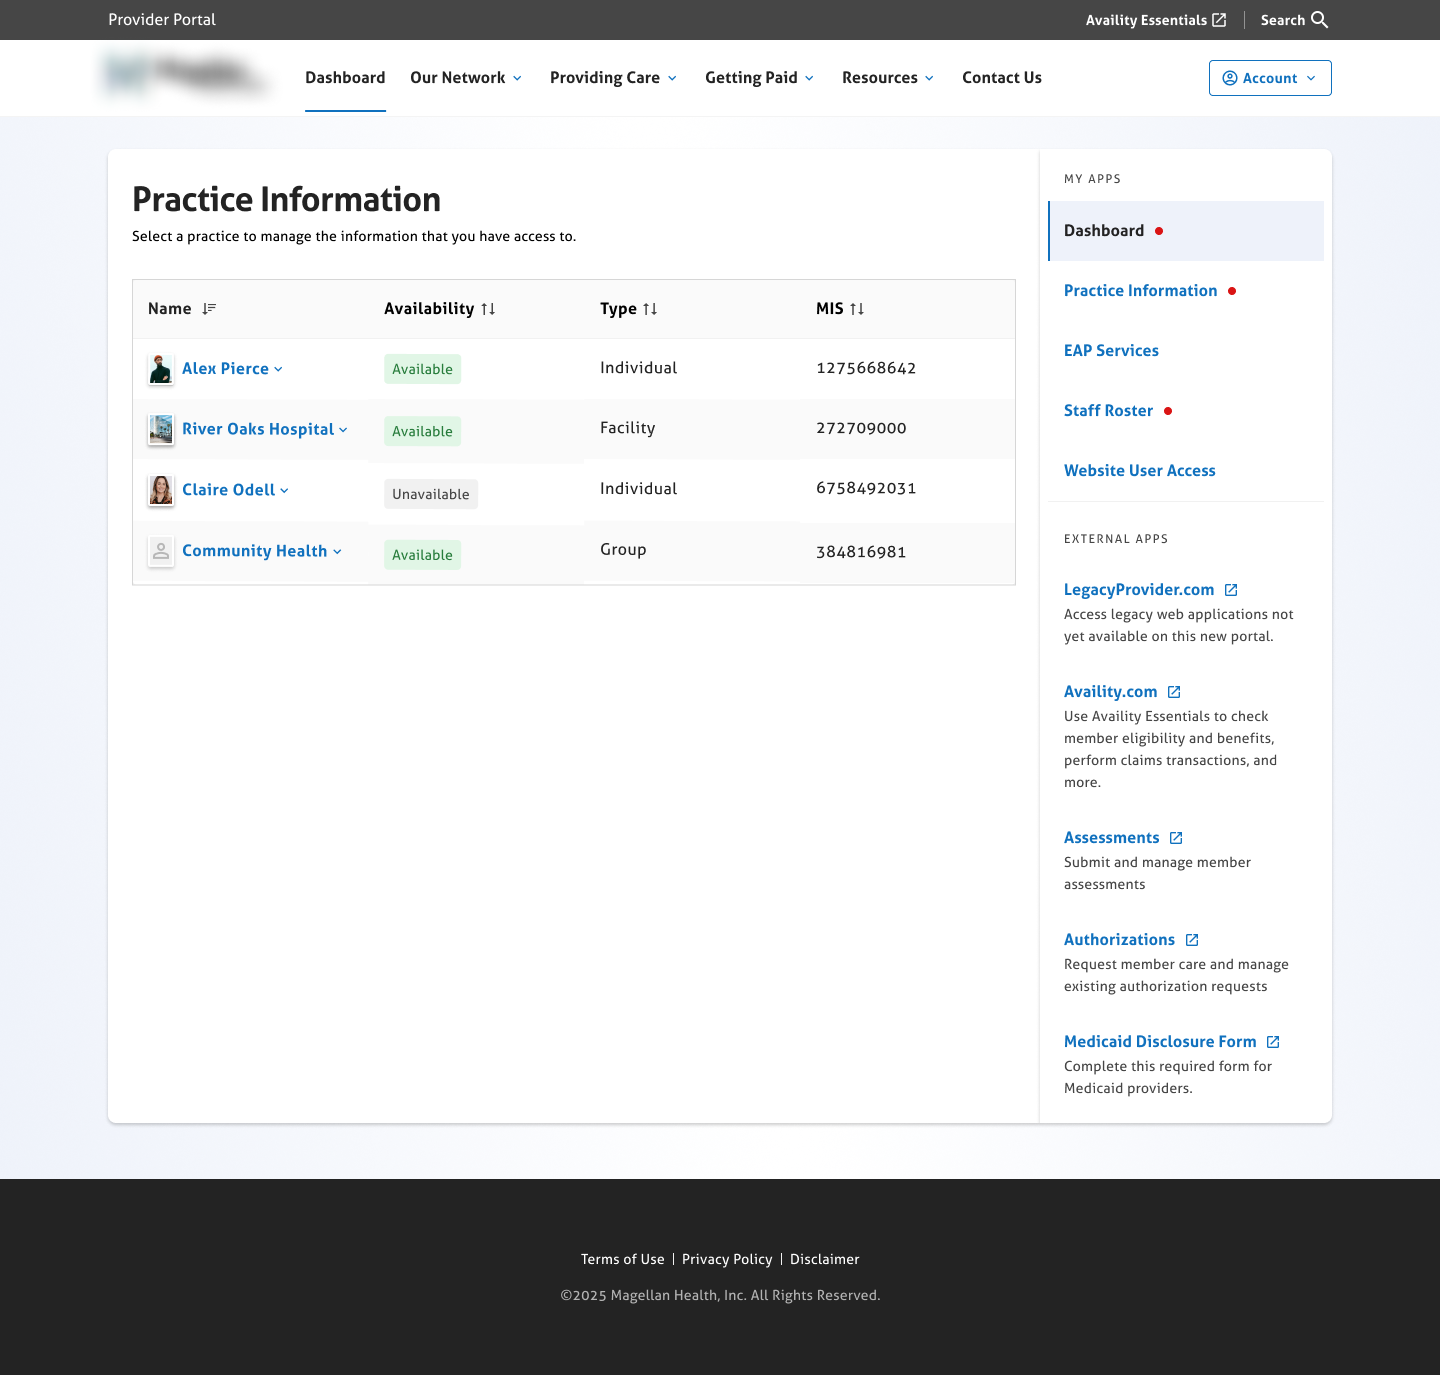 Provider Portal
Availity Essentials
Search
Dashboard
Our Network
Providing Care
Getting Paid
Resources
Contact Us
Account
Practice Information
Select a practice to manage the information that you have access to.
Name Availability Type MIS
Alex Pierce Available Individual 1275668642
River Oaks Hospital Available Facility 272709000
Claire Odell Unavailable Individual 6758492031
Community Health Available Group 384816981
MY APPS
Dashboard
Practice Information
EAP Services
Staff Roster
Website User Access
EXTERNAL APPS
LegacyProvider.com
Access legacy web applications not
yet available on this new portal.
Availity.com
Use Availity Essentials to check
member eligibility and benefits,
perform claims transactions, and
more.
Assessments
Submit and manage member
assessments
Authorizations
Request member care and manage
existing authorization requests
Medicaid Disclosure Form
Complete this required form for
Medicaid providers.
Terms of Use | Privacy Policy | Disclaimer
©2025 Magellan Health, Inc. All Rights Reserved.